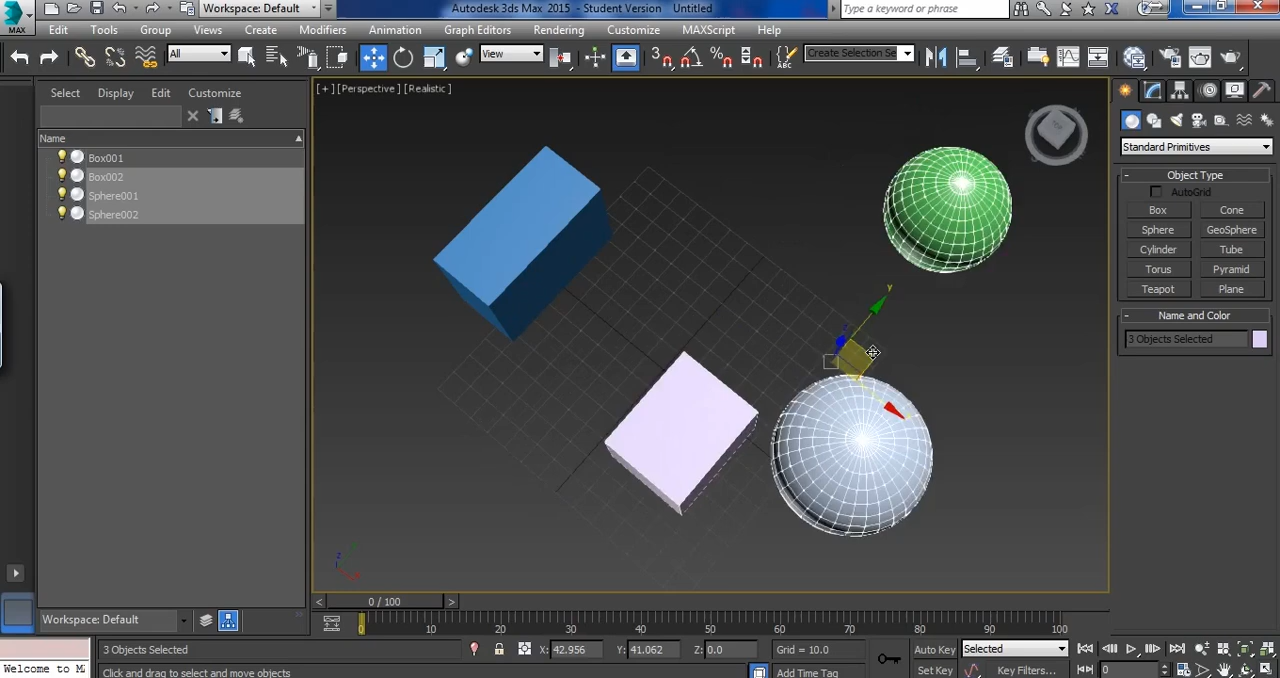 Workspace: Default
Autodesk 3ds Max 2015 - Student Version Untitled
Type a keyword or phrase
MAX
Edit Tools Group Views Create Modifiers Animation Graph Editors Rendering Customize MAXScript Help
All
View
Create Selection Se
Select Display Edit Customize
Name
Box001
Box002
Sphere001
Sphere002
[ + ] [Perspective ] [Realistic ]
y
Standard Primitives
Object Type
AutoGrid
Box Cone
Sphere GeoSphere
Cylinder Tube
Torus Pyramid
Teapot Plane
Name and Color
3 Objects Selected
0 / 100
Workspace: Default
0 10 20 30 40 50 60 70 80 90 100
3 Objects Selected
X: 42.956 Y: 41.062 Z: 0.0
Grid = 10.0
Auto Key Selected
Welcome to M
Click and drag to select and move objects
Add Time Tag
Set Key Key Filters...
0